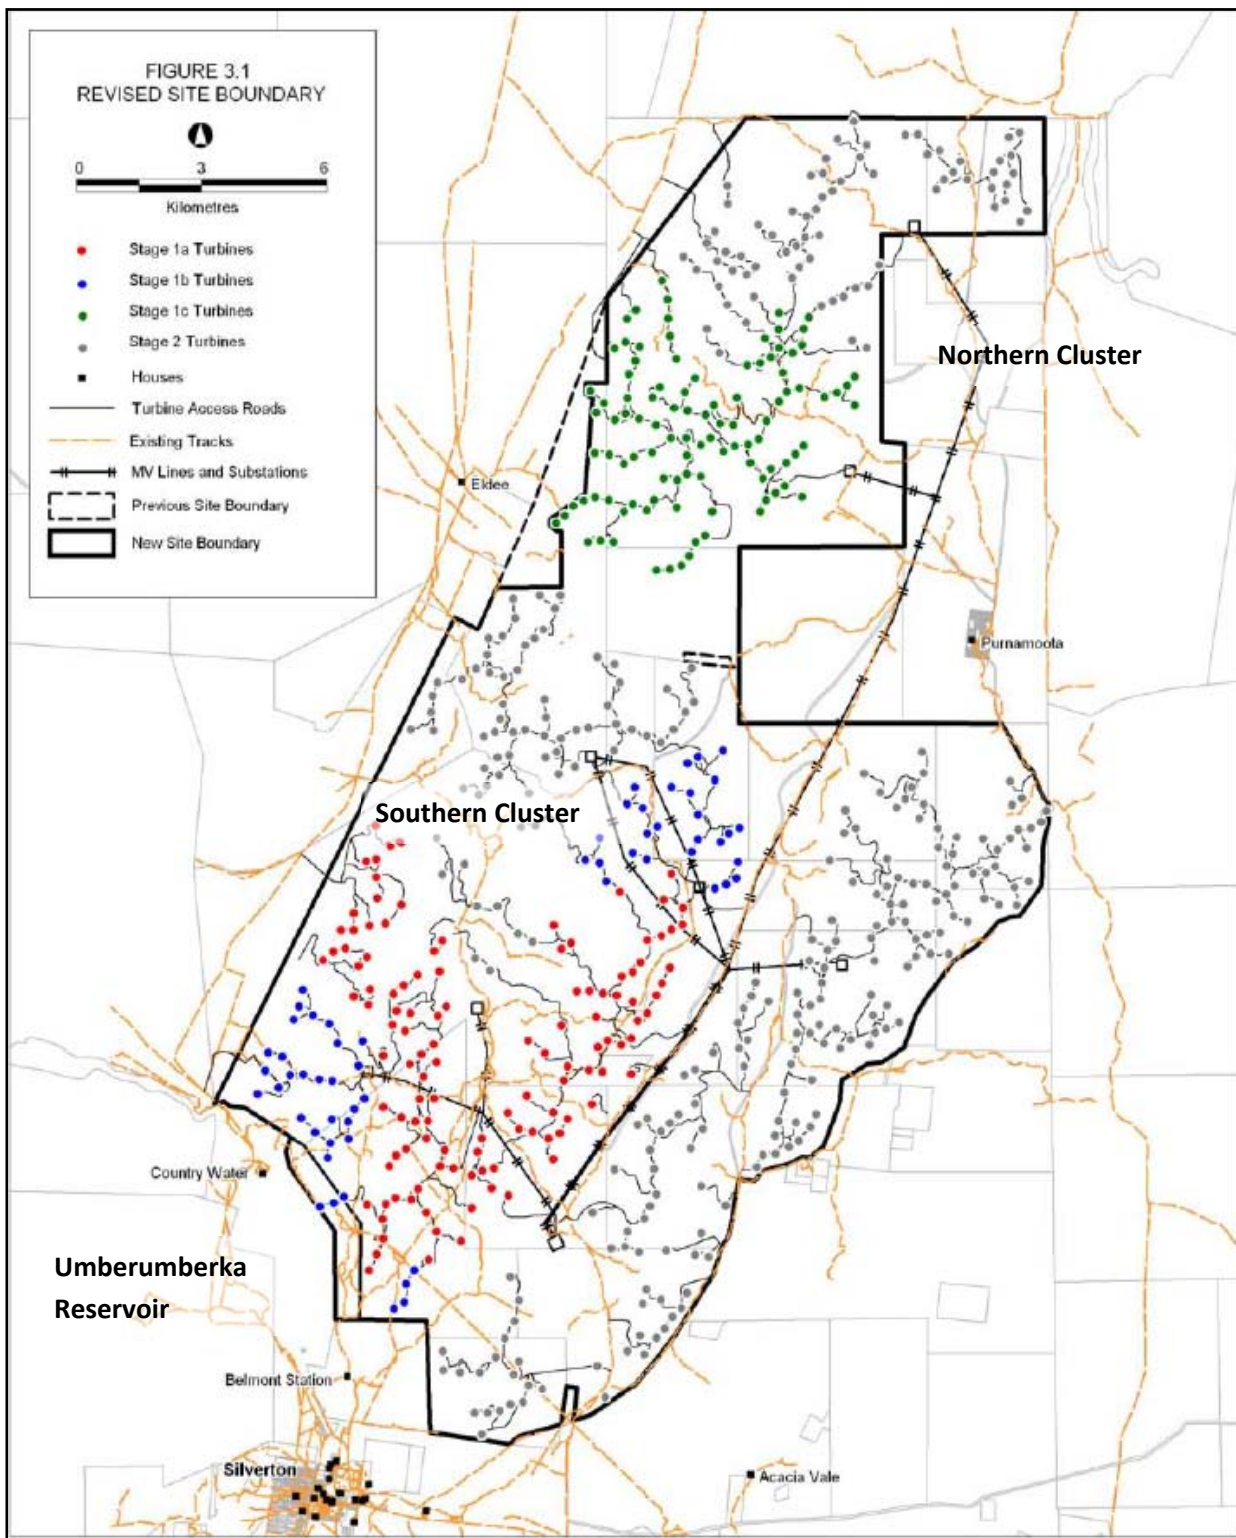 FIGURE 3.1
REVISED SITE BOUNDARY
0 3 6
Kilometres
Stage 1a Turbines
Stage 1b Turbines
Stage 1c Turbines
Stage 2 Turbines
Houses
Turbine Access Roads
Existing Tracks
MV Lines and Substations
Previous Site Boundary
New Site Boundary
Northern Cluster
Eldee
Purnamoota
Southern Cluster
Country Water
Umberumberka
Reservoir
Belmont Station
Silverton
Acacia Vale